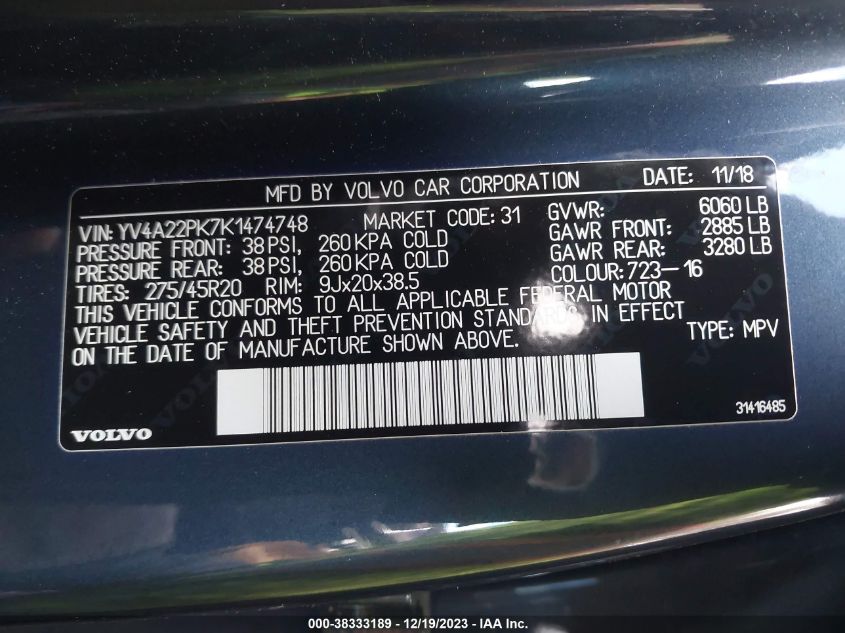 MFD BY VOLVO CAR CORPORATION DATE: 11/18
VIN: YV4A22PK7K1474748 MARKET CODE: 31 GVWR: 6060 LB
PRESSURE FRONT: 38 PSI, 260 KPA COLD GAWR FRONT: 2885 LB
PRESSURE REAR: 38 PSI, 260 KPA COLD GAWR REAR: 3280 LB
TIRES: 275/45R20 RIM: 9Jx20x38.5 COLOUR: 723-16
THIS VEHICLE CONFORMS TO ALL APPLICABLE FEDERAL MOTOR
VEHICLE SAFETY AND THEFT PREVENTION STANDARDS IN EFFECT
ON THE DATE OF MANUFACTURE SHOWN ABOVE. TYPE: MPV
31416485
VOLVO
000-38333189 - 12/19/2023 - IAA Inc.